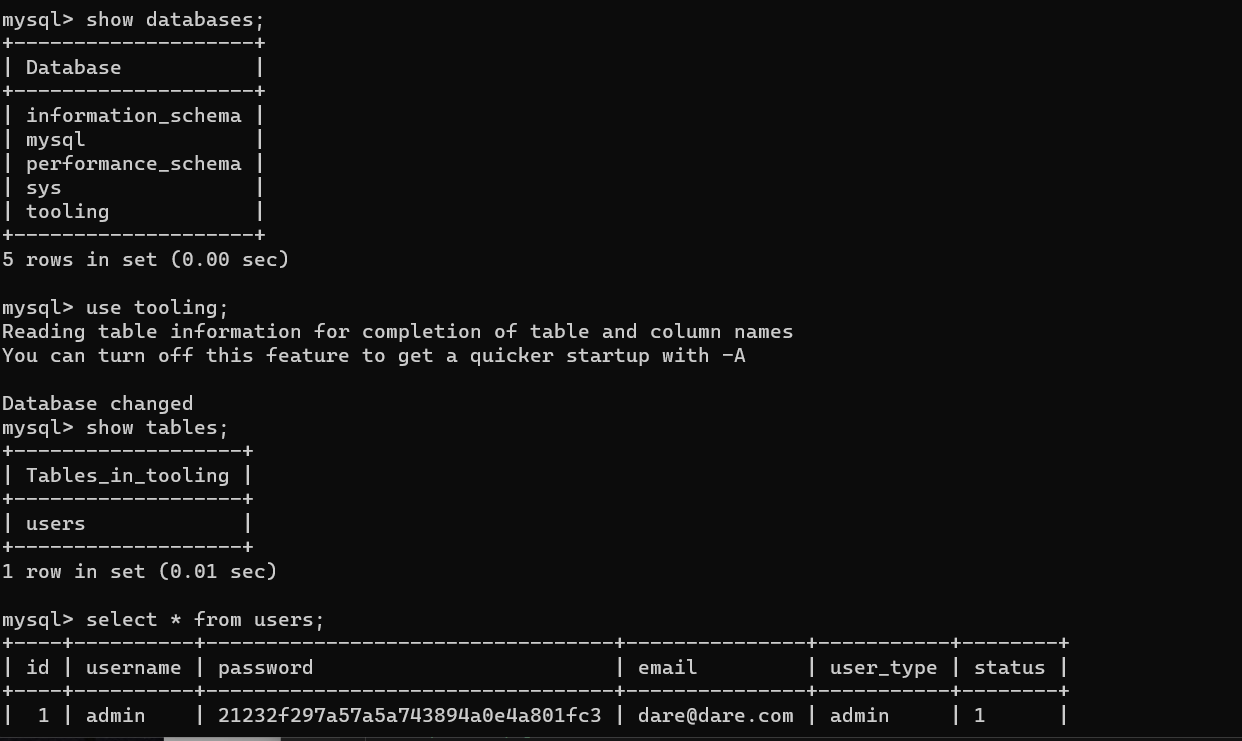 mysql> show databases;
+--------------------+
| Database           |
+--------------------+
| information_schema |
| mysql              |
| performance_schema |
| sys                |
| tooling            |
+--------------------+
5 rows in set (0.00 sec)
mysql> use tooling;
Reading table information for completion of table and column names
You can turn off this feature to get a quicker startup with -A
Database changed
mysql> show tables;
+-------------------+
| Tables_in_tooling |
+-------------------+
| users             |
+-------------------+
1 row in set (0.01 sec)
mysql> select * from users;
+----+----------+----------------------------------+---------------+-----------+--------+
| id | username | password                         | email         | user_type | status |
+----+----------+----------------------------------+---------------+-----------+--------+
|  1 | admin    | 21232f297a57a5a743894a0e4a801fc3 | dare@dare.com | admin     | 1      |